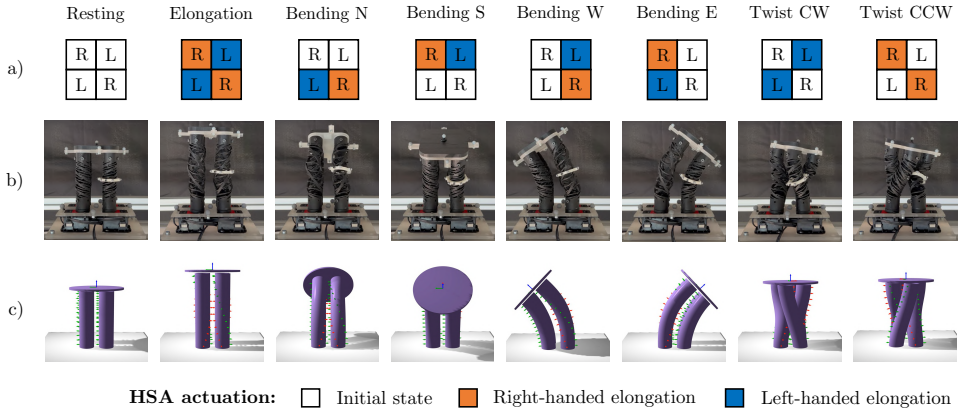 Resting Elongation Bending N Bending S Bending W Bending E Twist CW Twist CCW
a)
R L R L R L R L R L R L R L R L
L R L R L R L R L R L R L R L R
b)
c)
HSA actuation: Initial state Right-handed elongation Left-handed elongation